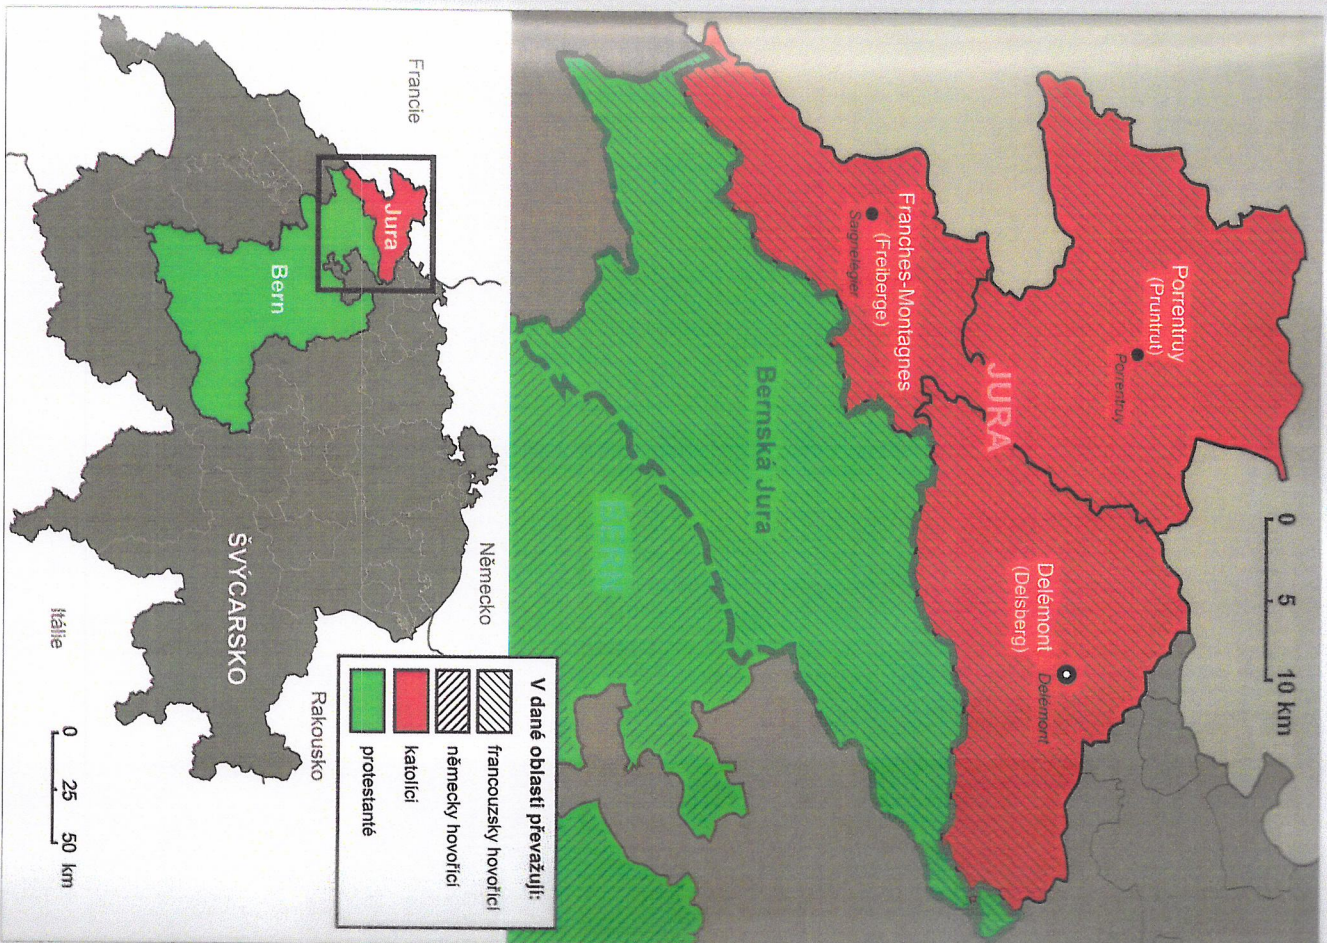 Porrentruy
(Pruntrut)
Porrentruy
0 5 10 km
JURA
Franches-Montagnes
(Freiberge)
Saignelégier
Delémont
(Delsberg)
Delémont
Bernská Jura
BERN
Francie
Německo
Jura
Bern
ŠVÝCARSKO
Rakousko
Itálie
0 25 50 km
V dané oblasti převažují:
francouzsky hovořící
německy hovořící
katolíci
protestanté